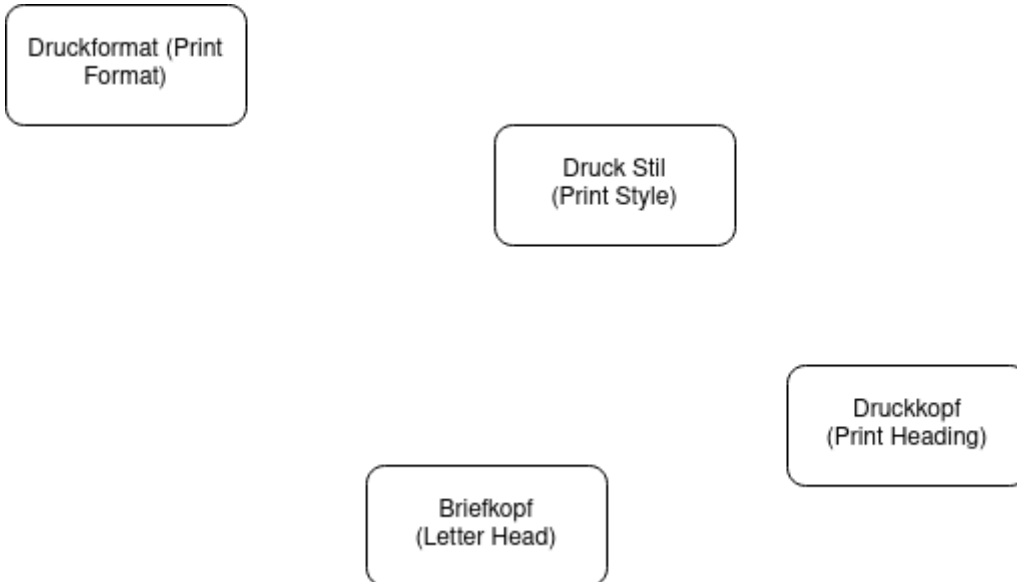 Druckformat (Print
Format)
Druck Stil
(Print Style)
Druckkopf
(Print Heading)
Briefkopf
(Letter Head)